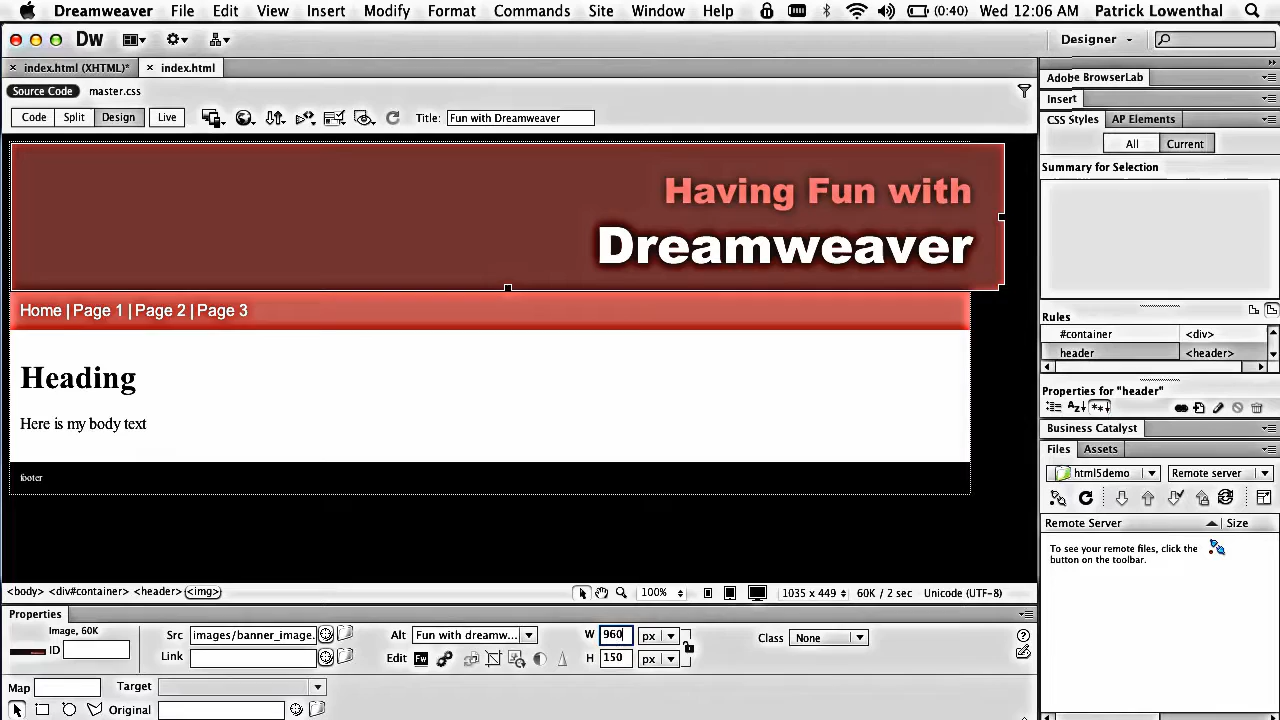 Dreamweaver File Edit View Insert Modify Format Commands Site Window Help (0:40) Wed 12:06 AM Patrick Lowenthal
Dw Designer
index.html (XHTML)* index.html
Source Code master.css
Code Split Design Live Title: Fun with Dreamweaver
Having Fun with
Dreamweaver
Home | Page 1 | Page 2 | Page 3
Heading
Here is my body text
footer
<body> <div#container> <header> <img> 100% 1035 x 449 60K / 2 sec Unicode (UTF-8)
Properties
Image, 60K Src images/banner_image. Alt Fun with dreamw... W 960 px Class None
ID Link Edit Fw H 150 px
Map Target
Original
Adobe BrowserLab
Insert
CSS Styles AP Elements
All Current
Summary for Selection
Rules
#container <div>
header <header>
Properties for "header"
Az
Business Catalyst
Files Assets
html5demo Remote server
Remote Server Size
To see your remote files, click the
button on the toolbar.